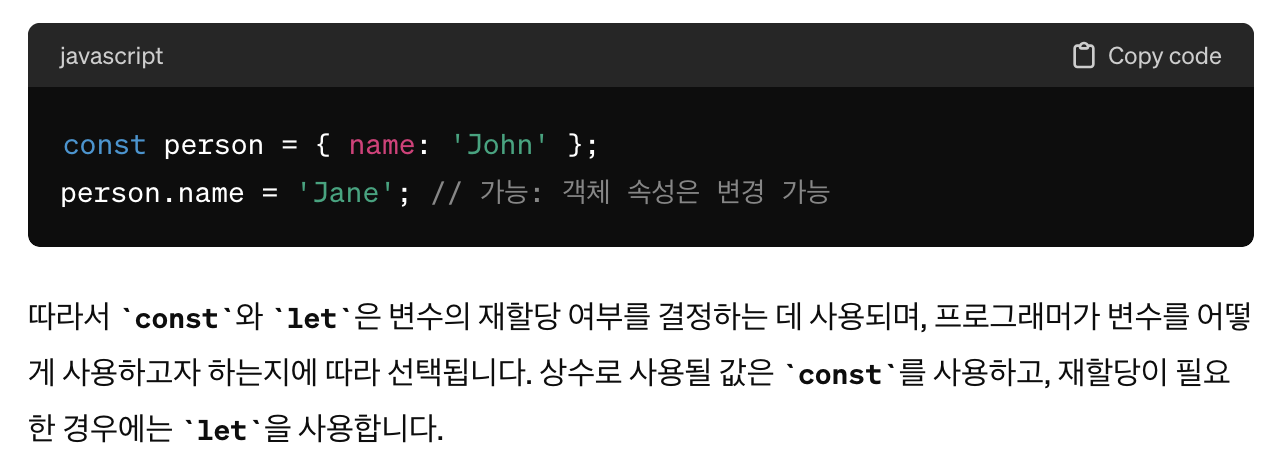 javascript
Copy code
const person = { name: 'John' };
person.name = 'Jane'; // 가능: 객체 속성은 변경 가능
따라서 `const`와 `let`은 변수의 재할당 여부를 결정하는 데 사용되며, 프로그래머가 변수를 어떻
게 사용하고자 하는지에 따라 선택됩니다. 상수로 사용될 값은 `const`를 사용하고, 재할당이 필요
한 경우에는 `let`을 사용합니다.